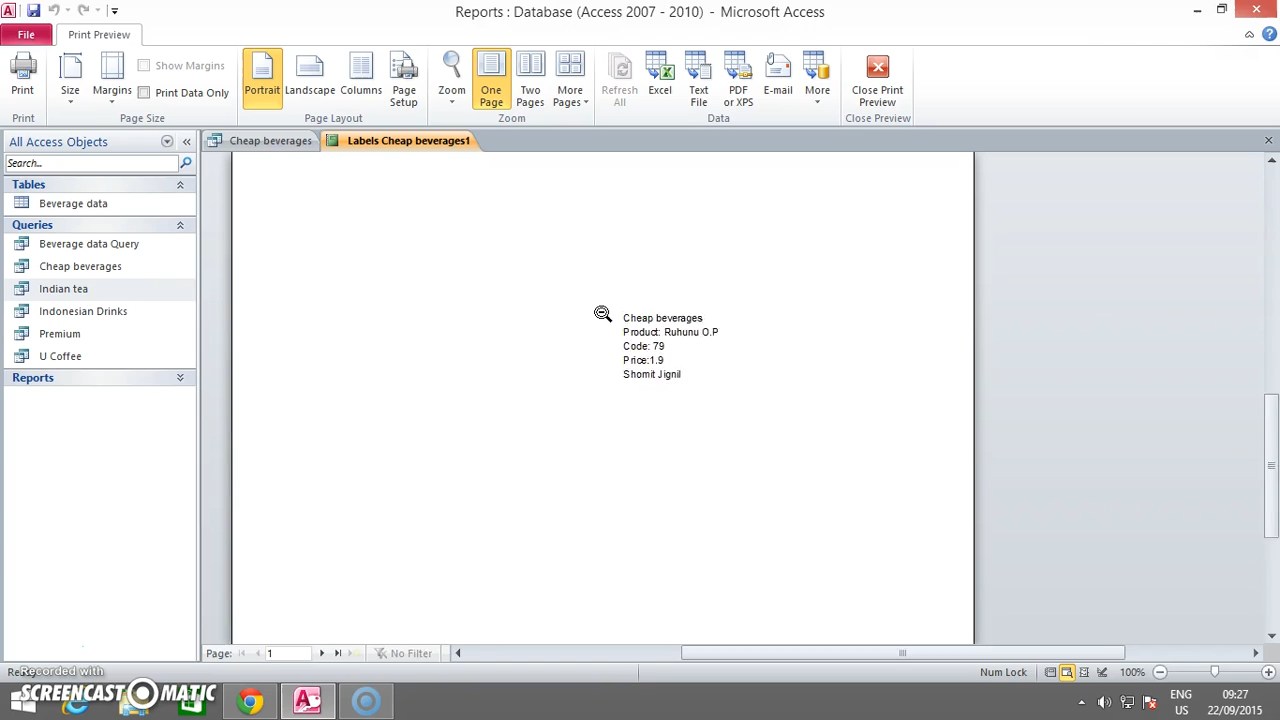 Reports : Database (Access 2007 - 2010) - Microsoft Access
File
Print Preview
Print
Size
Margins
Show Margins
Print Data Only
Portrait
Landscape
Columns
Page Setup
Zoom
One Page
Two Pages
More Pages
Refresh All
Excel
Text File
PDF or XPS
E-mail
More
Close Print Preview
Print
Page Size
Page Layout
Zoom
Data
Close Preview
All Access Objects
Cheap beverages
Labels Cheap beverages1
Search...
Tables
Beverage data
Queries
Beverage data Query
Cheap beverages
Indian tea
Indonesian Drinks
Premium
U Coffee
Reports
Cheap beverages
Product: Ruhunu O.P
Code: 79
Price:1.9
Shomit Jignil
Page:
1
No Filter
Num Lock
100%
Recorded with
SCREENCAST MATIC
ENG
US
09:27
22/09/2015